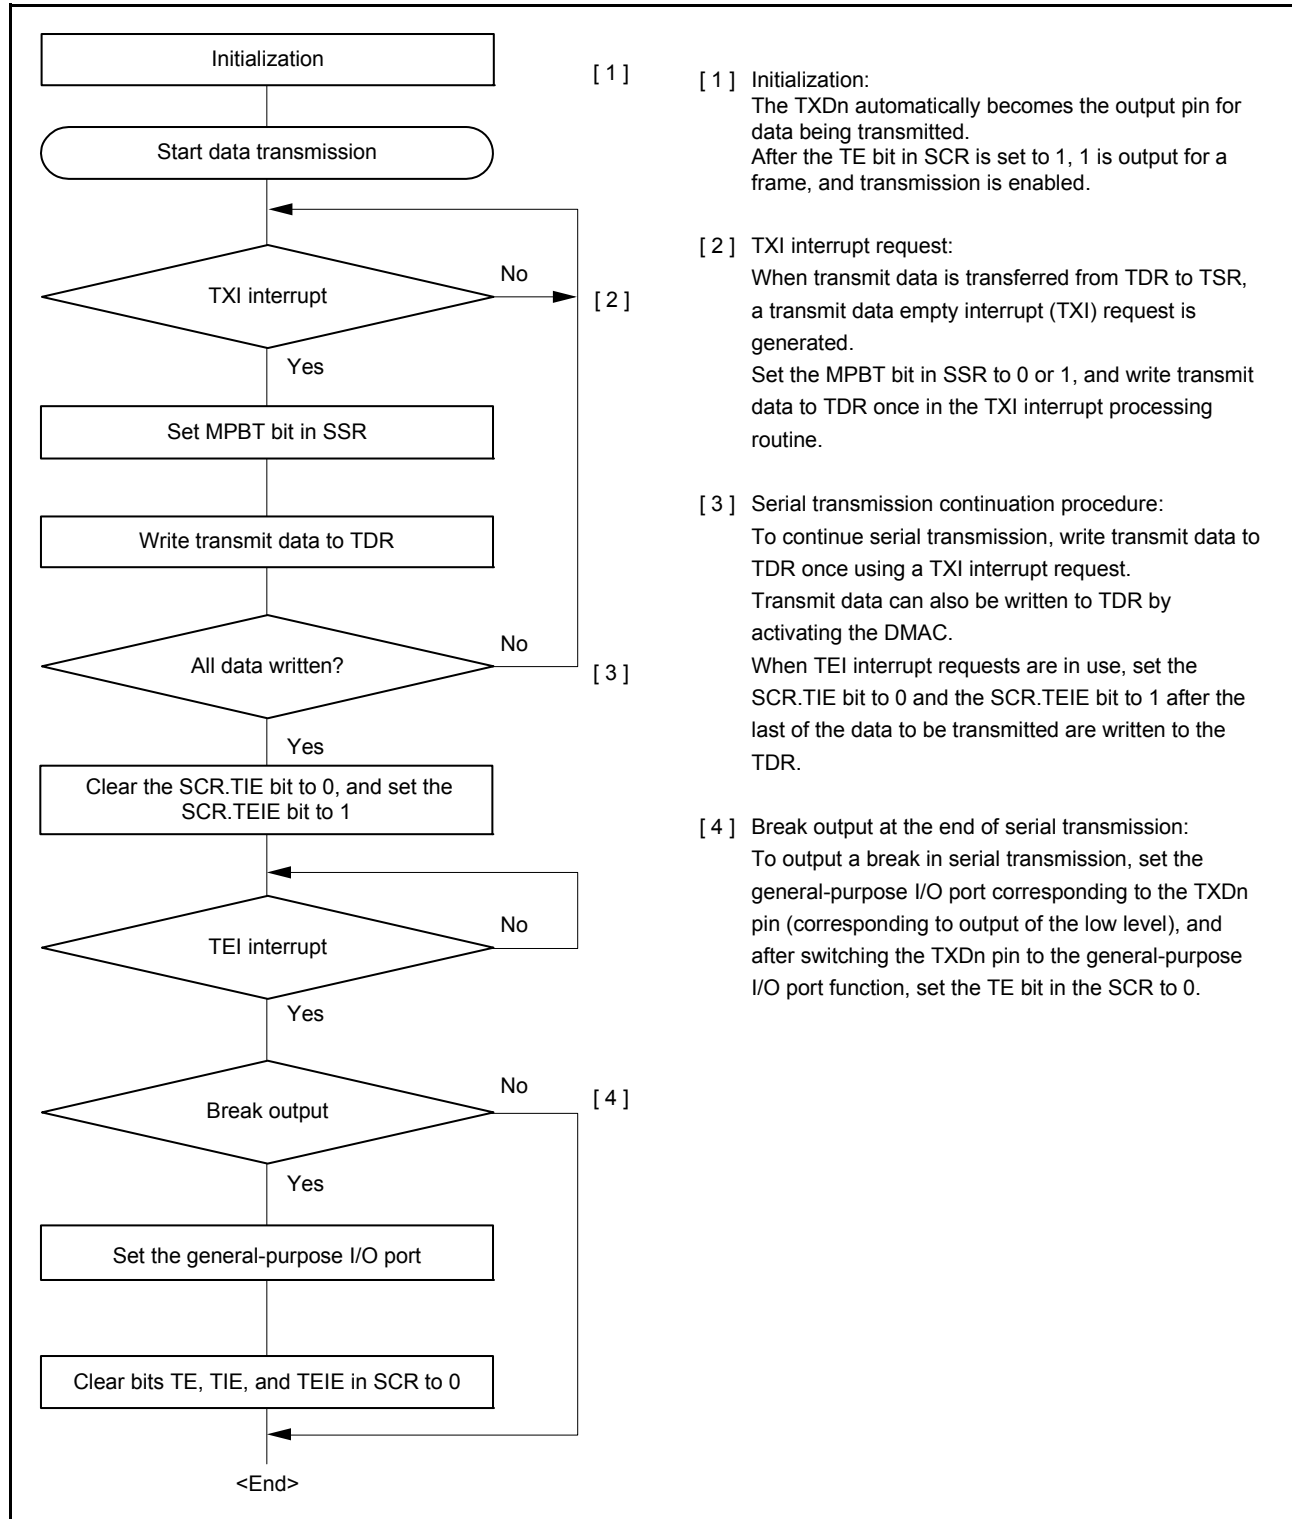 Initialization
[ 1 ]
Start data transmission
No
TXI interrupt
[ 2 ]
Yes
Set MPBT bit in SSR
Write transmit data to TDR
No
All data written?
[ 3 ]
Yes
Clear the SCR.TIE bit to 0, and set the
SCR.TEIE bit to 1
No
TEI interrupt
Yes
No
Break output
[ 4 ]
Yes
Set the general-purpose I/O port
Clear bits TE, TIE, and TEIE in SCR to 0
<End>
[ 1 ] Initialization:
The TXDn automatically becomes the output pin for
data being transmitted.
After the TE bit in SCR is set to 1, 1 is output for a
frame, and transmission is enabled.
[ 2 ] TXI interrupt request:
When transmit data is transferred from TDR to TSR,
a transmit data empty interrupt (TXI) request is
generated.
Set the MPBT bit in SSR to 0 or 1, and write transmit
data to TDR once in the TXI interrupt processing
routine.
[ 3 ] Serial transmission continuation procedure:
To continue serial transmission, write transmit data to
TDR once using a TXI interrupt request.
Transmit data can also be written to TDR by
activating the DMAC.
When TEI interrupt requests are in use, set the
SCR.TIE bit to 0 and the SCR.TEIE bit to 1 after the
last of the data to be transmitted are written to the
TDR.
[ 4 ] Break output at the end of serial transmission:
To output a break in serial transmission, set the
general-purpose I/O port corresponding to the TXDn
pin (corresponding to output of the low level), and
after switching the TXDn pin to the general-purpose
I/O port function, set the TE bit in the SCR to 0.